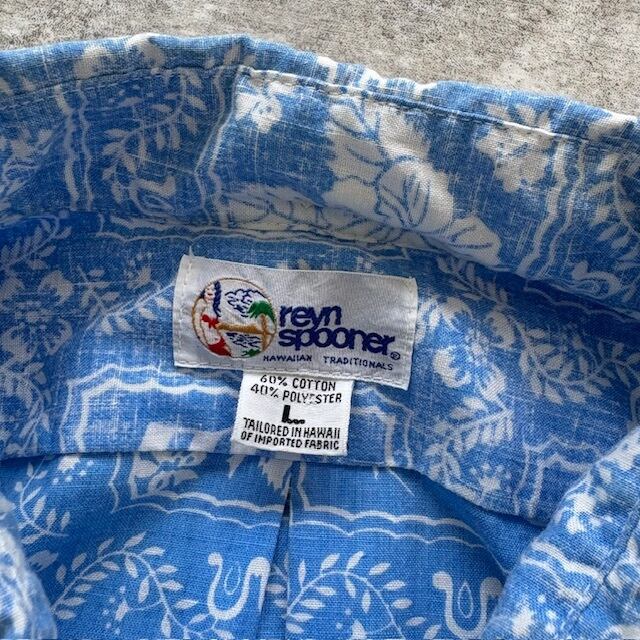 reyn
spooner®
HAWAIIAN TRADITIONALS
60% COTTON
40% POLYESTER
L
TAILORED IN HAWAII
OF IMPORTED FABRIC